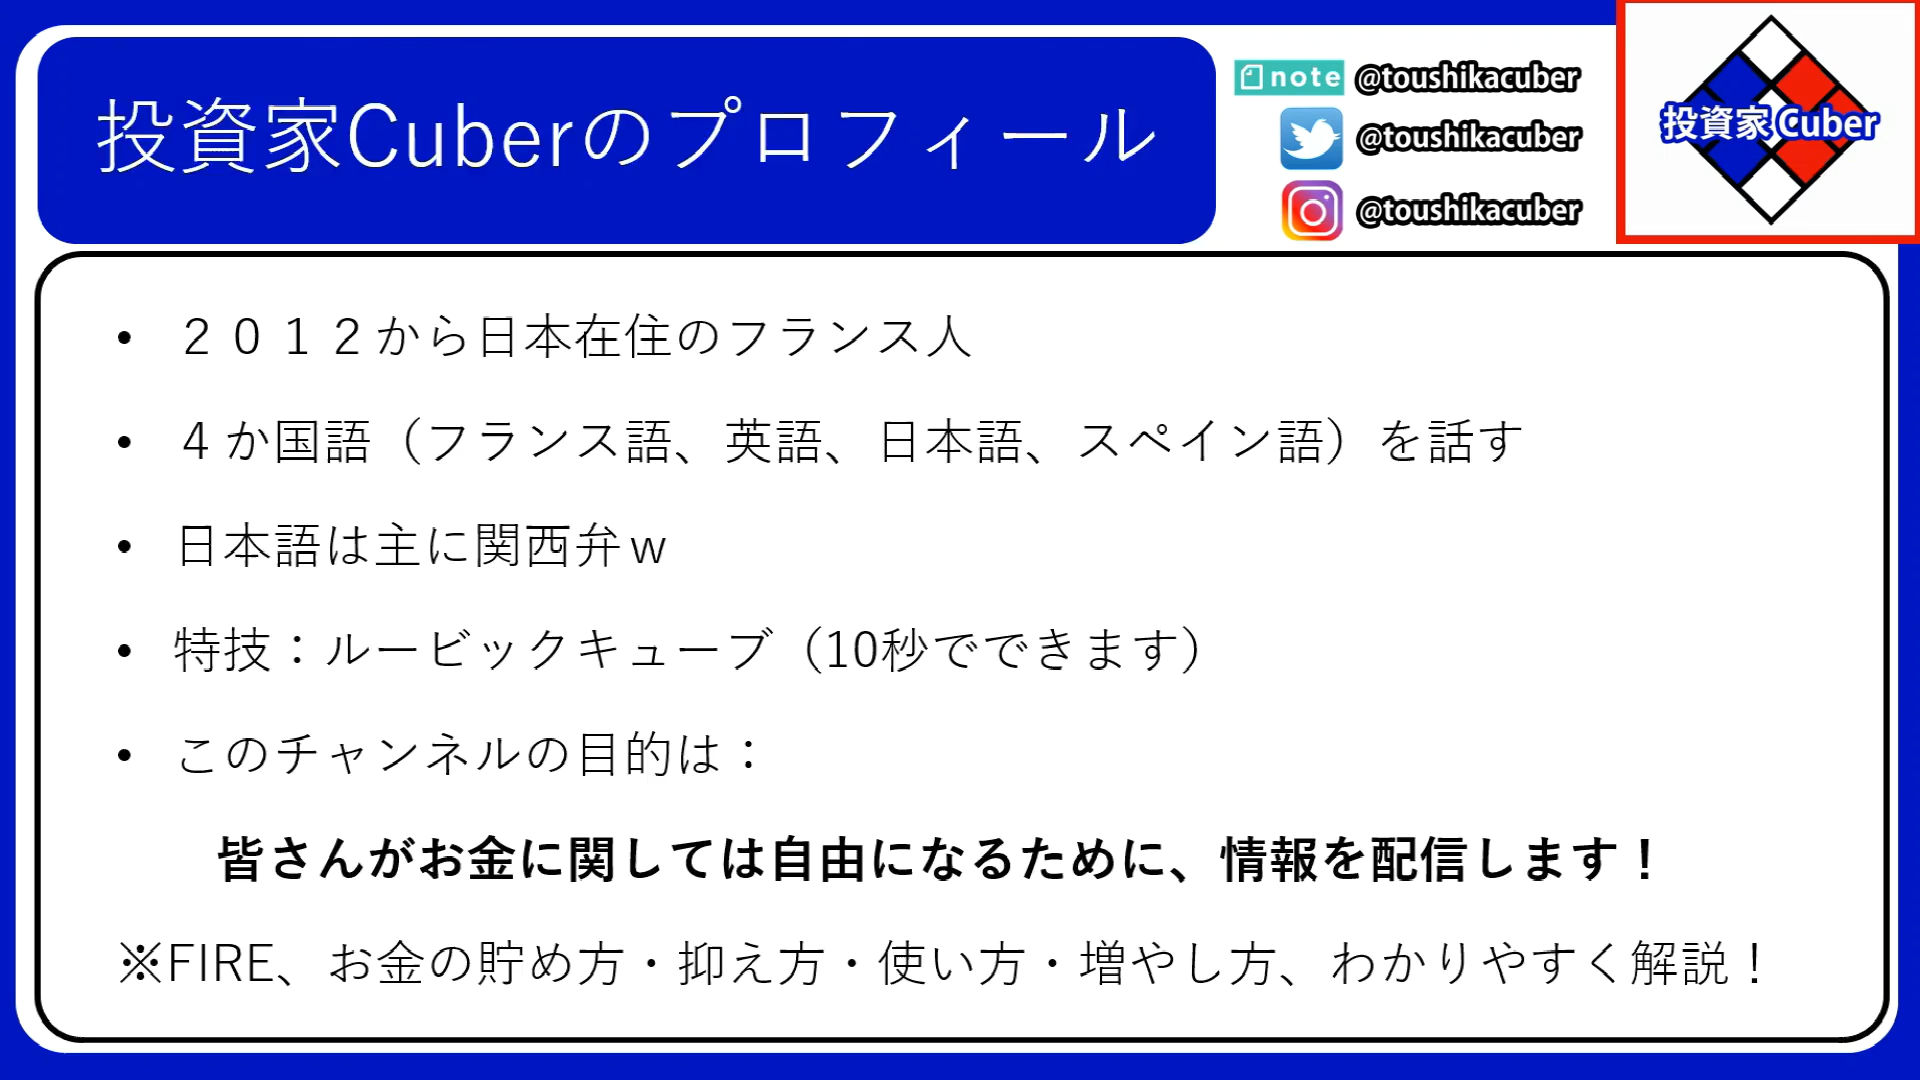 投資家Cuberのプロフィール
note @toushikacuber
@toushikacuber
@toushikacuber
投資家 Cuber
• ２０１２から日本在住のフランス人
• ４か国語（フランス語、英語、日本語、スペイン語）を話す
• 日本語は主に関西弁ｗ
• 特技：ルービックキューブ（10秒でできます）
• このチャンネルの目的は：
皆さんがお金に関しては自由になるために、情報を配信します！
※FIRE、お金の貯め方・抑え方・使い方・増やし方、わかりやすく解説！